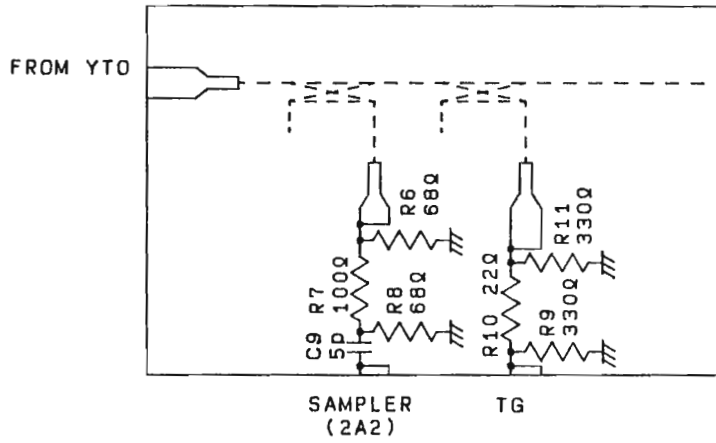 FROM YTO
R6
68Ω
R7
100Ω
R8
68Ω
C9
5P
R11
330Ω
R10
22Ω
R9
330Ω
SAMPLER
(2A2)
TG